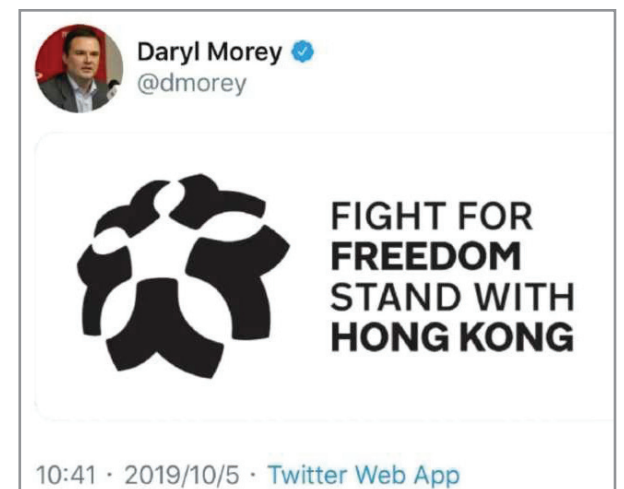 Daryl Morey
@dmorey
FIGHT FOR
FREEDOM
STAND WITH
HONG KONG
10:41 · 2019/10/5 · Twitter Web App